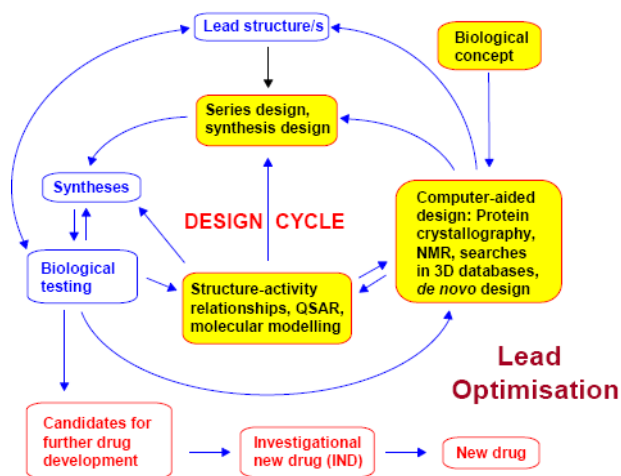 Lead structure/s
Biological
concept
Series design,
synthesis design
Syntheses
DESIGN CYCLE
Computer-aided
design: Protein
crystallography,
NMR, searches
in 3D databases,
de novo design
Biological
testing
Structure-activity
relationships, QSAR,
molecular modelling
Lead
Optimisation
Candidates for
further drug
development
Investigational
new drug (IND)
New drug